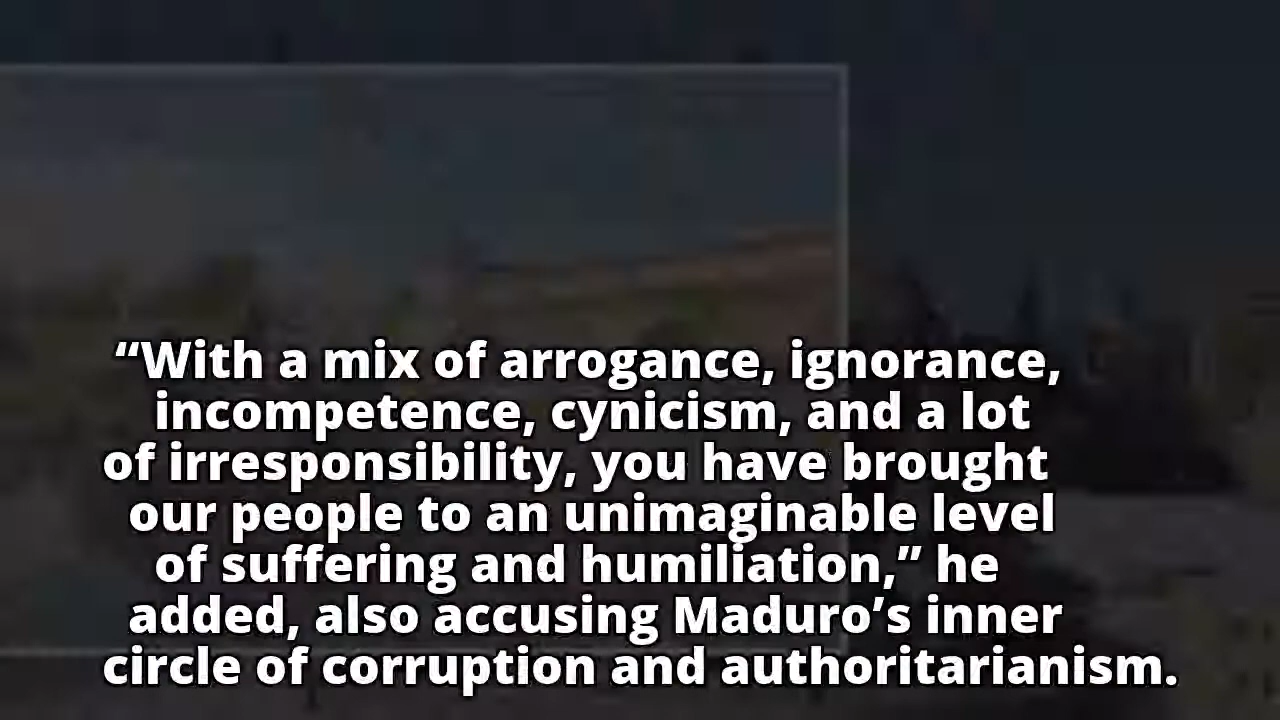 “With a mix of arrogance, ignorance,
incompetence, cynicism, and a lot
of irresponsibility, you have brought
our people to an unimaginable level
of suffering and humiliation,” he
added, also accusing Maduro’s inner
circle of corruption and authoritarianism.